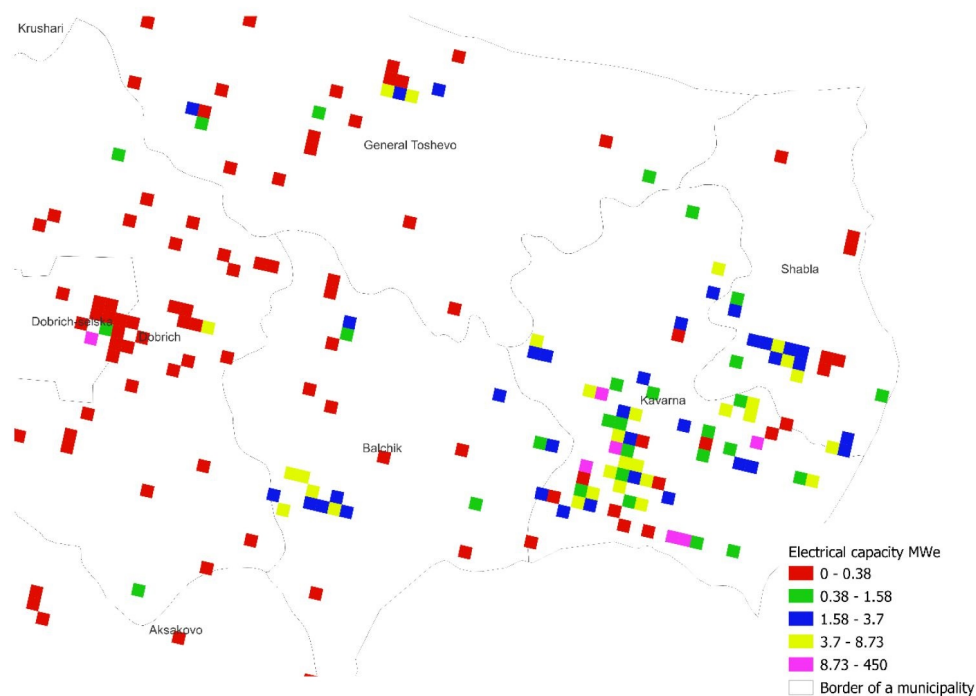 Krushari
General Toshevo
Shabla
Dobrich-selska
Dobrich
Kavarna
Balchik
Aksakovo
Electrical capacity MWe
0 - 0.38
0.38 - 1.58
1.58 - 3.7
3.7 - 8.73
8.73 - 450
Border of a municipality